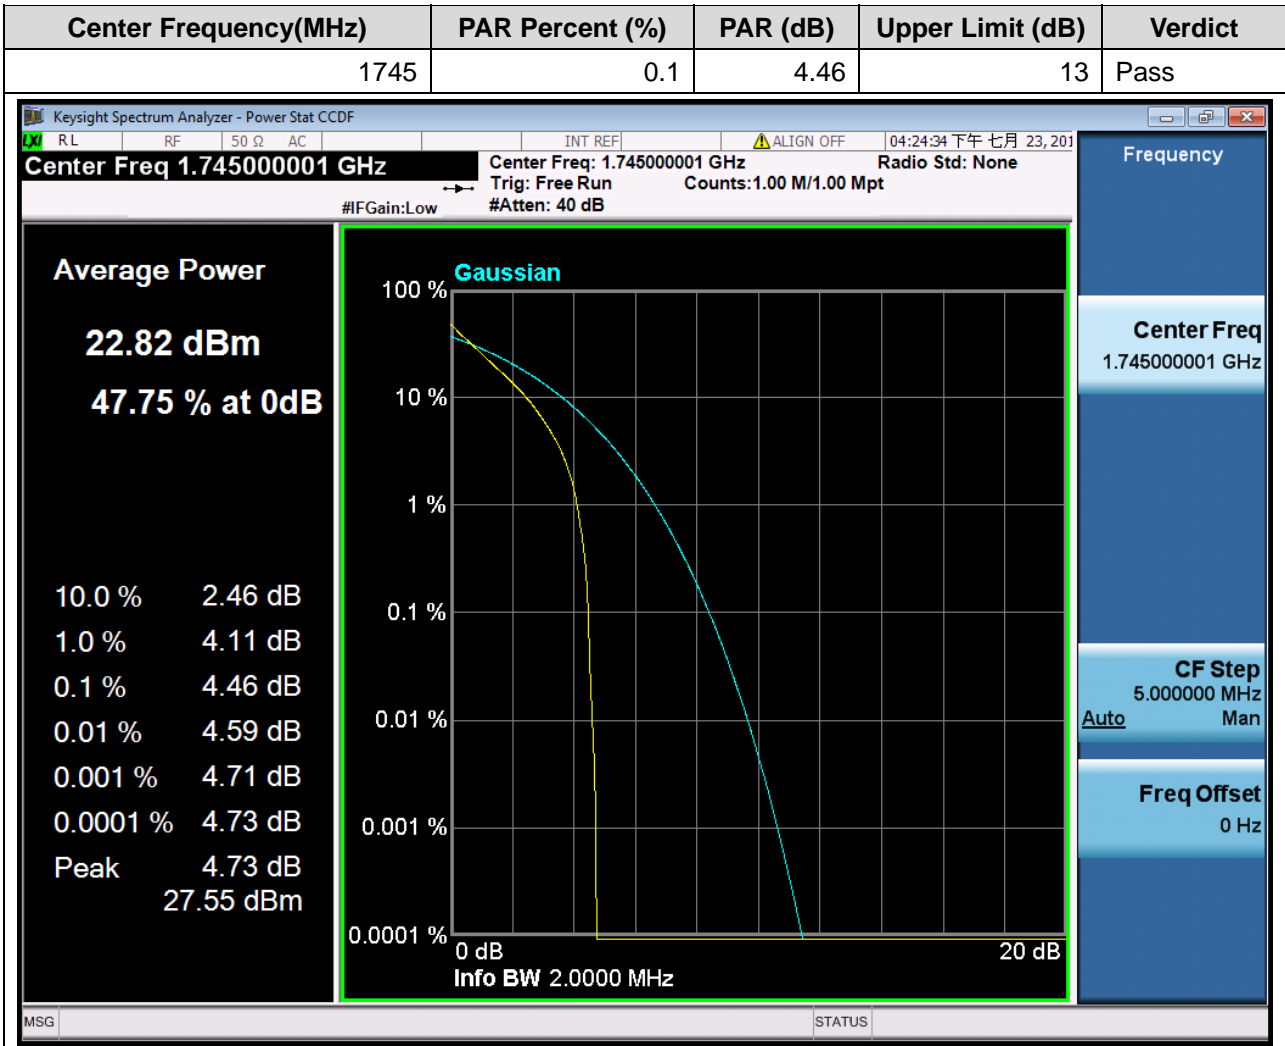 Center Frequency(MHz) PAR Percent (%) PAR (dB) Upper Limit (dB) Verdict
1745 0.1 4.46 13 Pass
Keysight Spectrum Analyzer - Power Stat CCDF
LXI RL RF 50 Ω AC INT REF ALIGN OFF 04:24:34 下午 七月 23, 201
Center Freq 1.745000001 GHz
Center Freq: 1.745000001 GHz Radio Std: None
Trig: Free Run Counts:1.00 M/1.00 Mpt
#IFGain:Low #Atten: 40 dB
Frequency
Average Power
22.82 dBm
47.75 % at 0dB
10.0 % 2.46 dB
1.0 % 4.11 dB
0.1 % 4.46 dB
0.01 % 4.59 dB
0.001 % 4.71 dB
0.0001 % 4.73 dB
Peak 4.73 dB
27.55 dBm
Gaussian
100 %
10 %
1 %
0.1 %
0.01 %
0.001 %
0.0001 %
0 dB 20 dB
Info BW 2.0000 MHz
Center Freq
1.745000001 GHz
CF Step
5.000000 MHz
Auto Man
Freq Offset
0 Hz
MSG STATUS